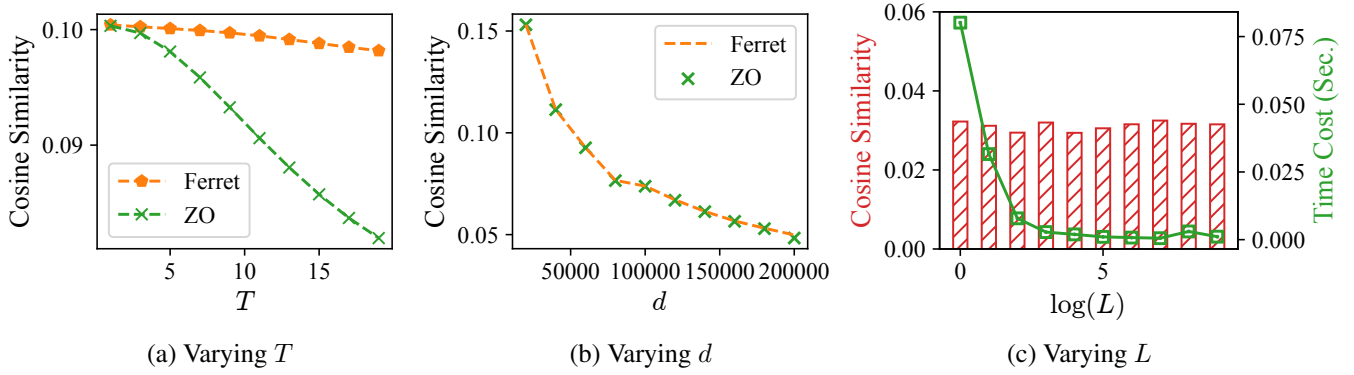 0.10
0.09
Cosine Similarity
Ferret
ZO
5
10
15
T
(a) Varying T
0.15
0.10
0.05
Cosine Similarity
Ferret
ZO
50000
100000
150000
200000
d
(b) Varying d
0.06
0.04
0.02
0.00
Cosine Similarity
0.075
0.050
0.025
0.000
Time Cost (Sec.)
0
5
log(L)
(c) Varying L